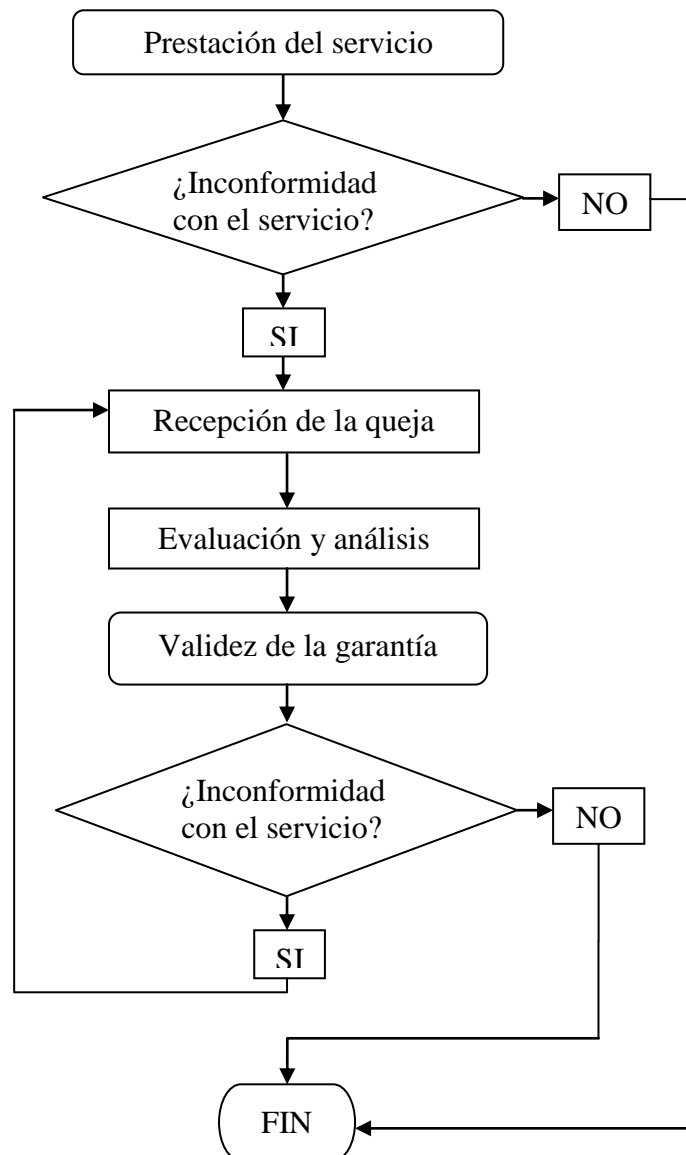 Prestación del servicio
¿Inconformidad
con el servicio?
NO
SI
Recepción de la queja
Evaluación y análisis
Validez de la garantía
¿Inconformidad
con el servicio?
NO
SI
FIN